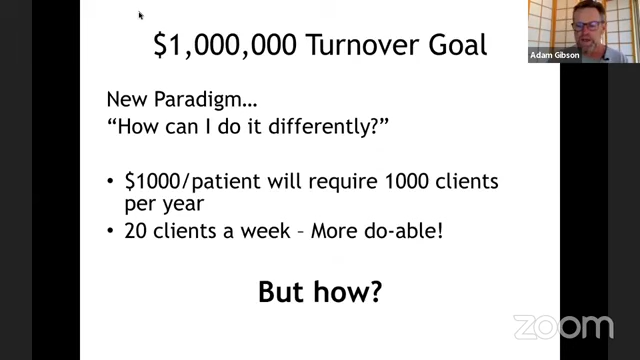 $1,000,000 Turnover Goal
Adam Gibson
New Paradigm…
“How can I do it differently?”
• $1000/patient will require 1000 clients
per year
• 20 clients a week – More do-able!
But how?
zoom